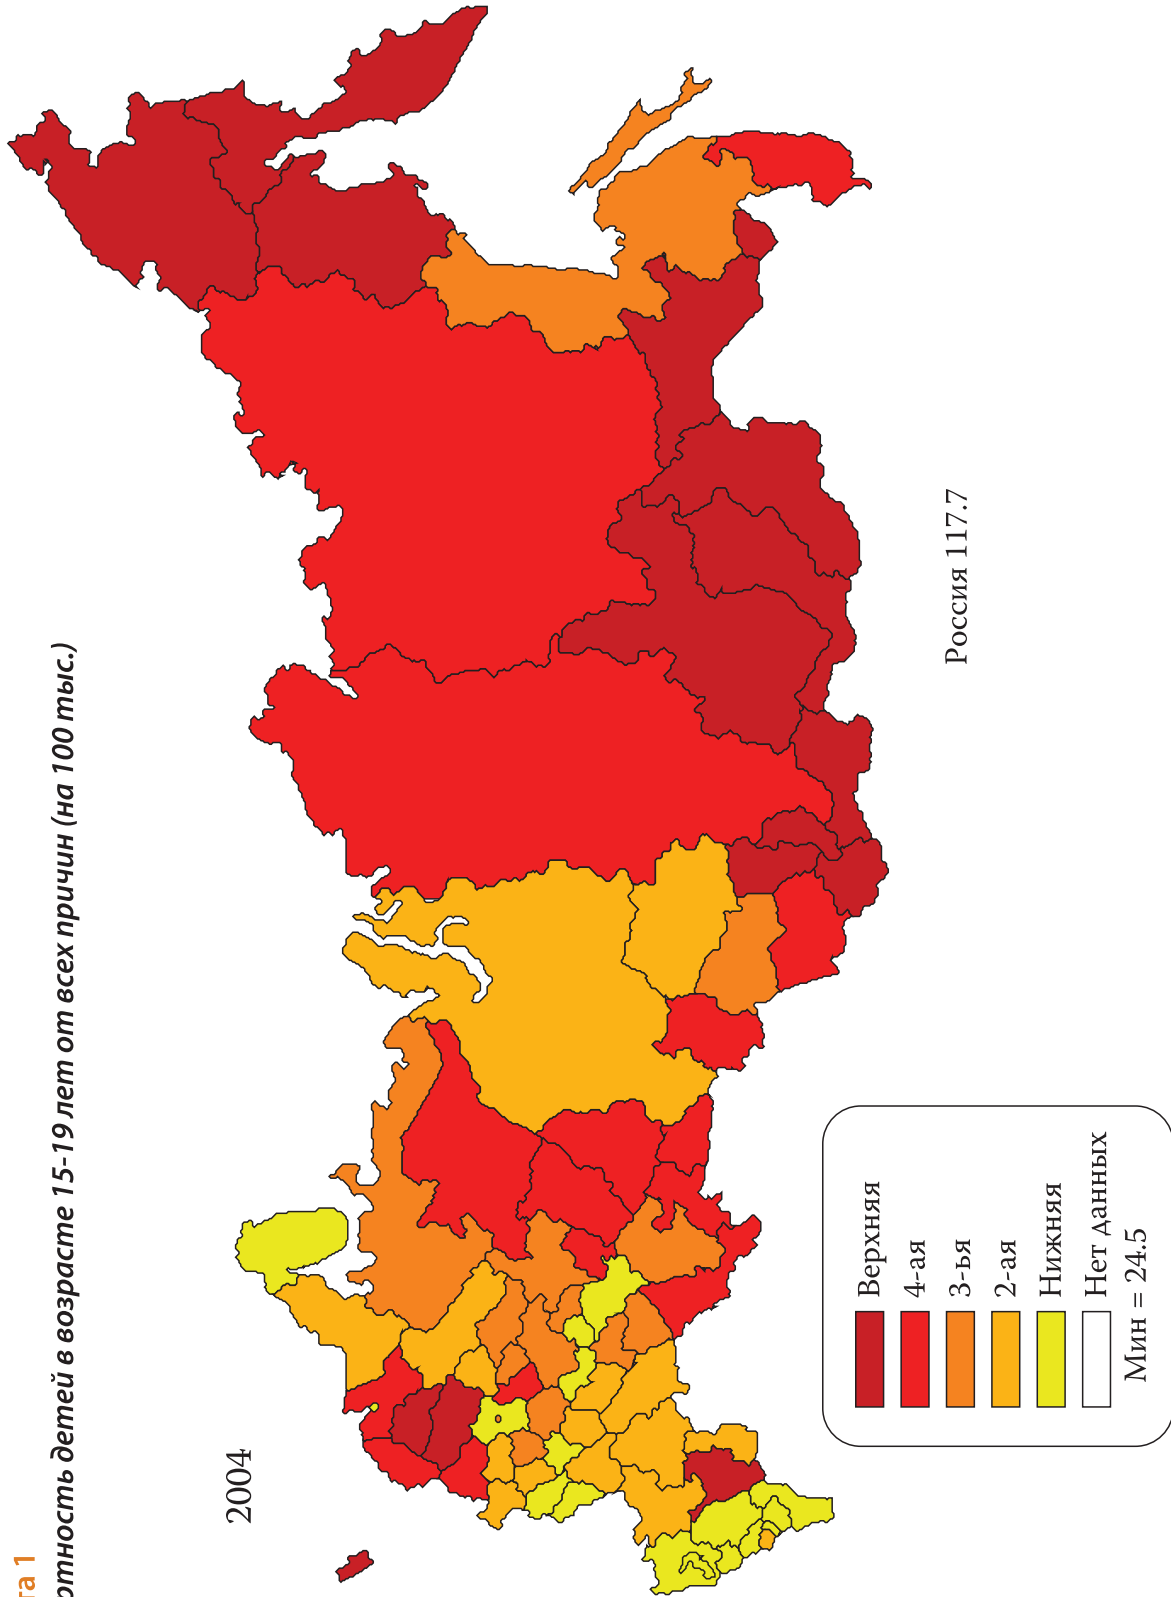 та 1
ртность детей в возрасте 15-19 лет от всех причин (на 100 тыс.)
2004
Россия 117.7
Верхняя
4-ая
3-ья
2-ая
Нижняя
Нет данных
Мин = 24.5